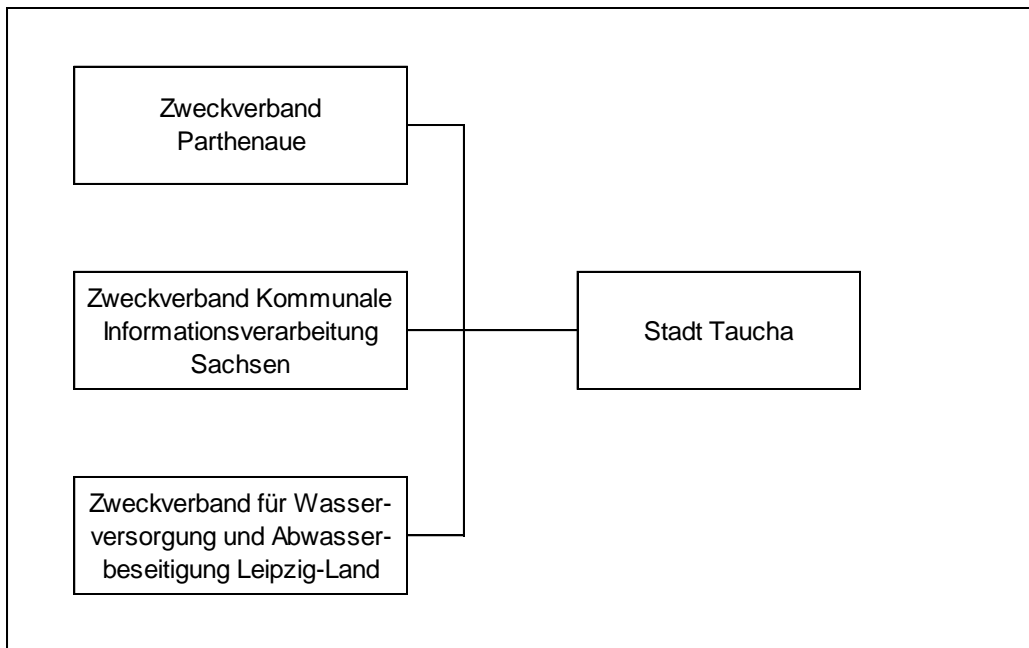 Zweckverband
Parthenaue
Zweckverband Kommunale
Informationsverarbeitung
Sachsen
Stadt Taucha
Zweckverband für Wasser-
versorgung und Abwasser-
beseitigung Leipzig-Land